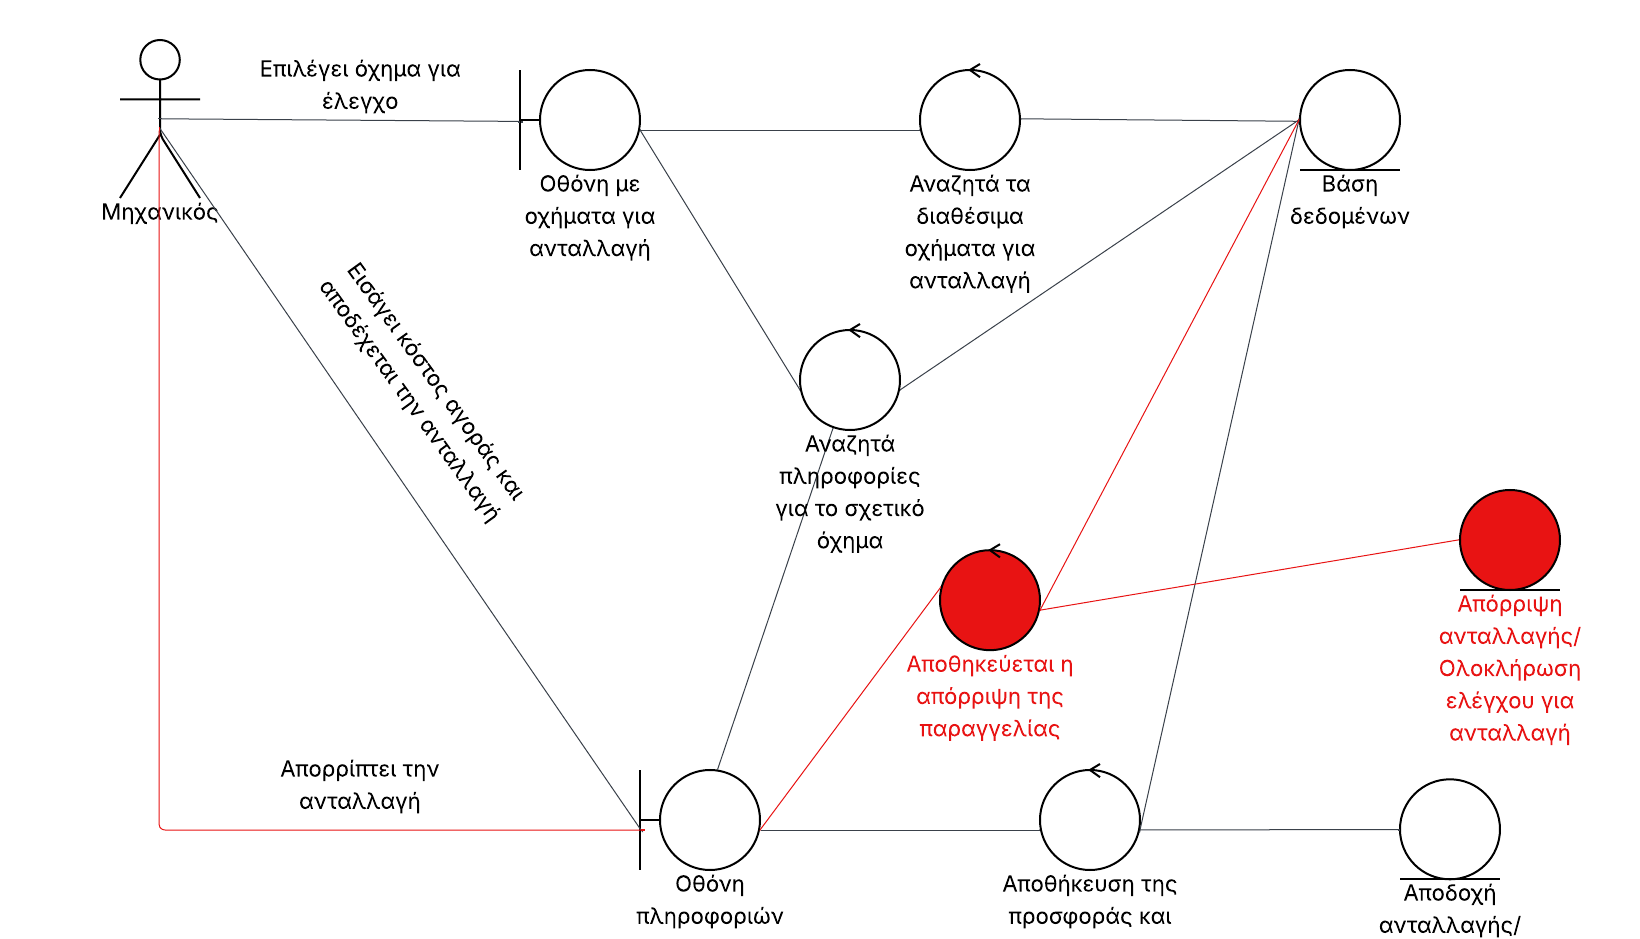 Επιλέγει όχημα για
έλεγχο
Μηχανικός
Οθόνη με
οχήματα για
ανταλλαγή
Αναζητά τα
διαθέσιμα
οχήματα για
ανταλλαγή
Βάση
δεδομένων
Εισάγει κόστος αγοράς και
αποδέχεται την ανταλλαγή
Αναζητά
πληροφορίες
για το σχετικό
όχημα
Αποθηκεύεται η
απόρριψη της
παραγγελίας
Απόρριψη
ανταλλαγής/
Ολοκλήρωση
ελέγχου για
ανταλλαγή
Απορρίπτει την
ανταλλαγή
Οθόνη
πληροφοριών
Αποθήκευση της
προσφοράς και
Αποδοχή
ανταλλαγής/